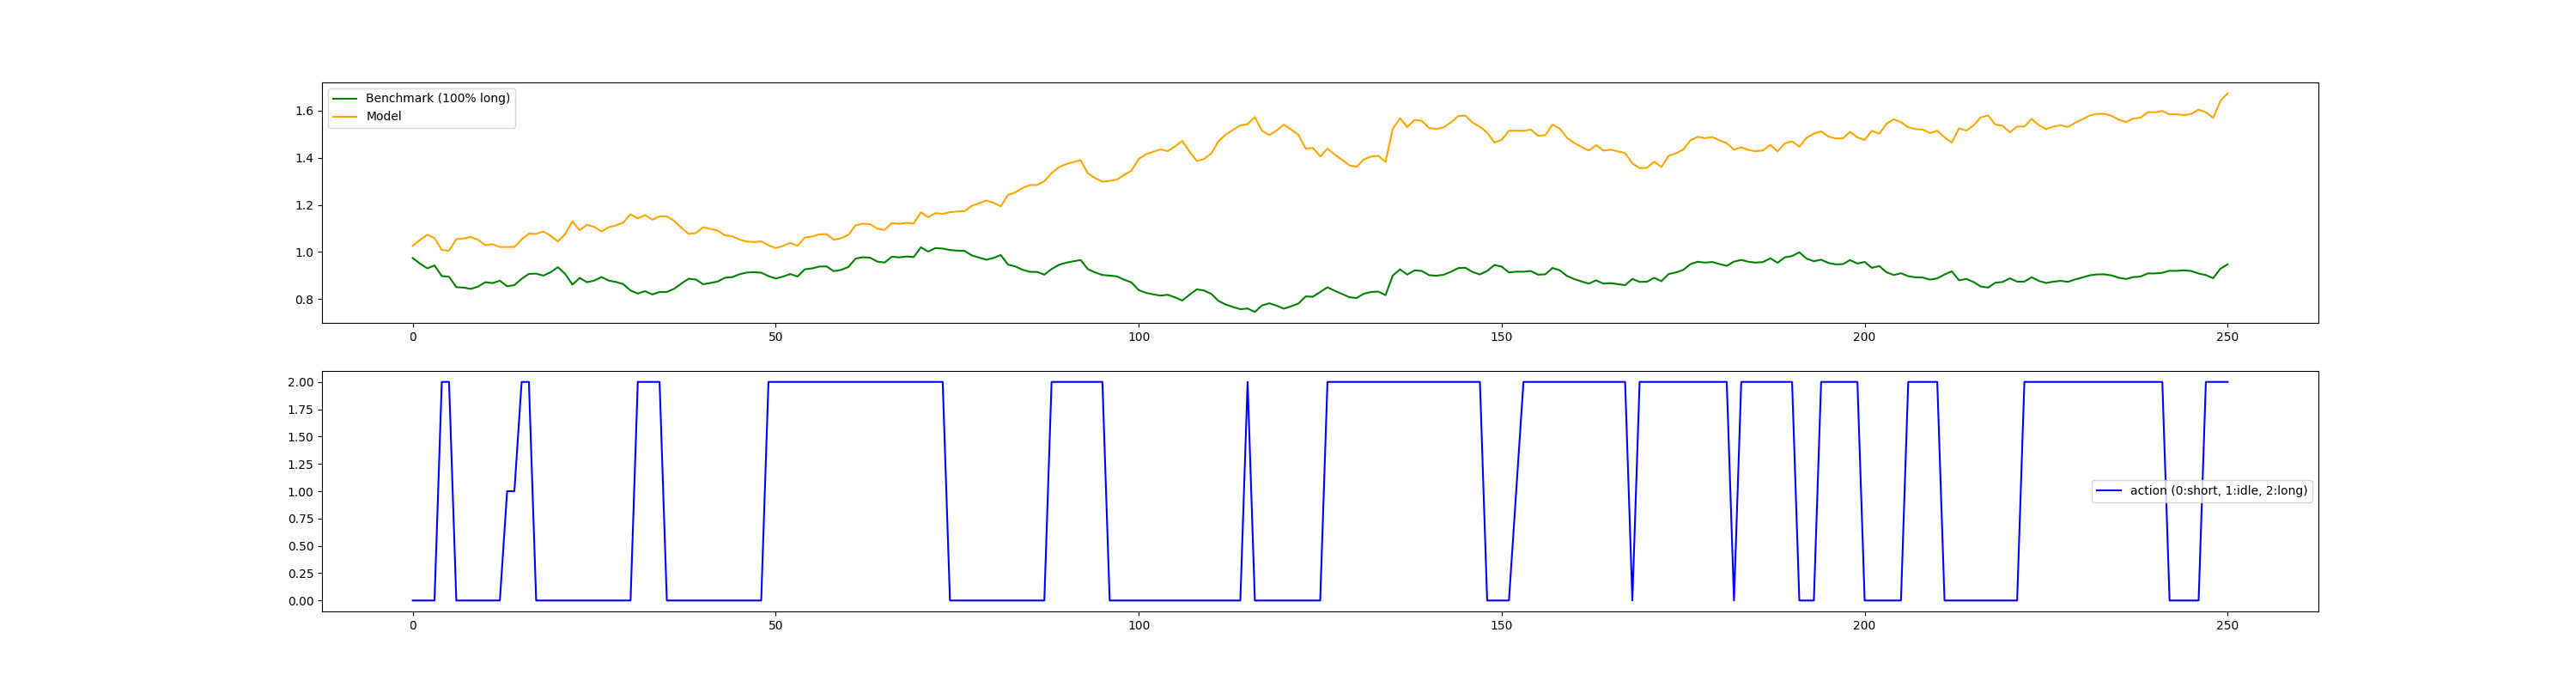 Benchmark (100% long)
Model
1.6
1.4
1.2
1.0
0.8
0 50 100 150 200 250
2.00
1.75
1.50
1.25
1.00
0.75
0.50
0.25
0.00
action (0:short, 1:idle, 2:long)
0 50 100 150 200 250